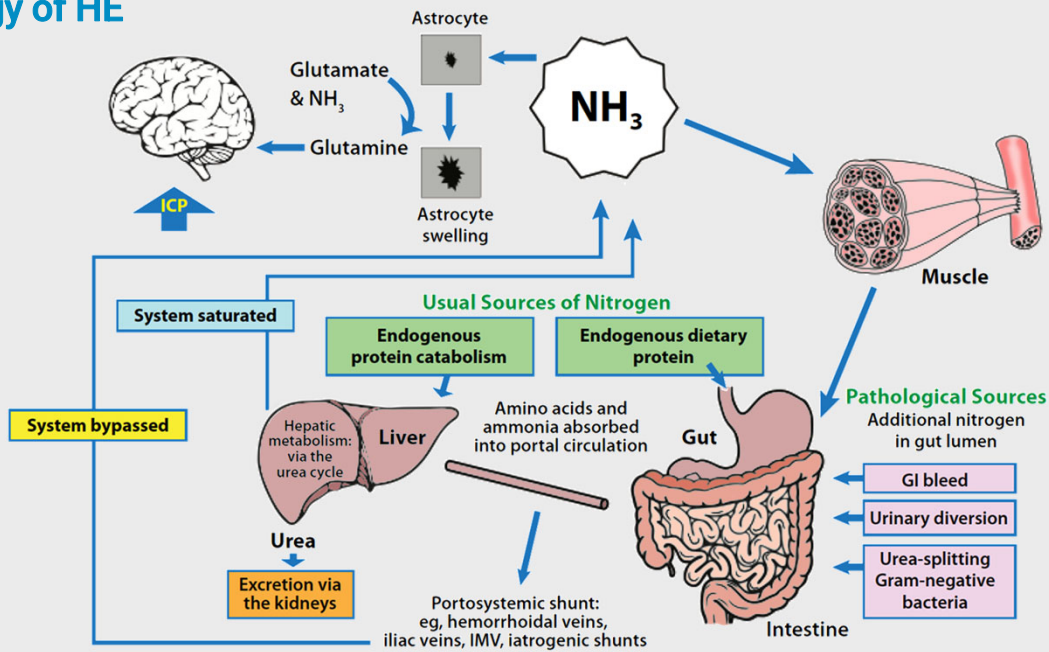 gy of HE
Astrocyte
Glutamate
& NH₃
Glutamine
Astrocyte
swelling
NH₃
ICP
Muscle
System saturated
System bypassed
Usual Sources of Nitrogen
Endogenous
protein catabolism
Endogenous dietary
protein
Hepatic
metabolism:
via the
urea cycle
Liver
Amino acids and
ammonia absorbed
into portal circulation
Gut
Pathological Sources
Additional nitrogen
in gut lumen
GI bleed
Urinary diversion
Urea-splitting
Gram-negative
bacteria
Urea
Excretion via
the kidneys
Portosystemic shunt:
eg, hemorrhoidal veins,
iliac veins, IMV, iatrogenic shunts
Intestine